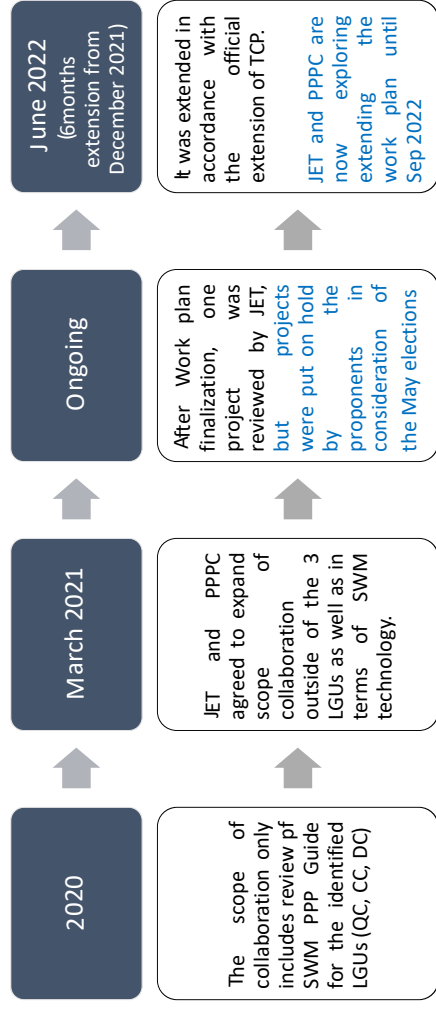 2020
March 2021
Ongoing
June 2022
(6months
extension from
December 2021)
The scope of
collaboration only
includes review pf
SWM PPP Guide
for the identified
LGUs (QC, CC, DC)
JET and PPPC
agreed to expand
scope of
collaboration
outside of the 3
LGUs as well as in
terms of SWM
technology.
After Work plan
finalization, one
project was
reviewed by JET,
but projects
were put on hold
by the
proponents in
consideration of
the May elections
It was extended in
accordance with
the official
extension of TCP.
JET and PPPC are
now exploring
extending the
work plan until
Sep 2022